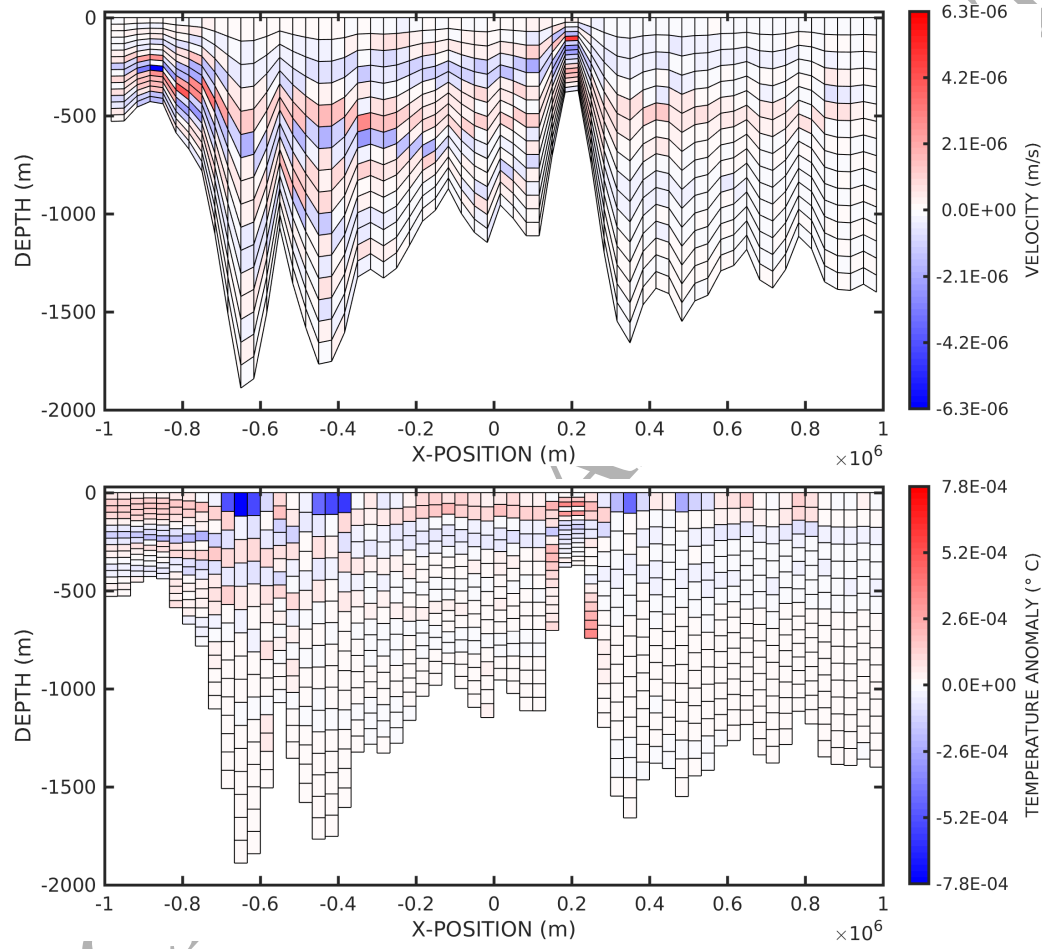 0
-500
-1000
-1500
-2000
DEPTH (m)
-1 -0.8 -0.6 -0.4 -0.2 0 0.2 0.4 0.6 0.8 1
X-POSITION (m)
×10⁶
6.3E-06
4.2E-06
2.1E-06
0.0E+00
-2.1E-06
-4.2E-06
-6.3E-06
VELOCITY (m/s)
0
-500
-1000
-1500
-2000
DEPTH (m)
-1 -0.8 -0.6 -0.4 -0.2 0 0.2 0.4 0.6 0.8 1
X-POSITION (m)
×10⁶
7.8E-04
5.2E-04
2.6E-04
0.0E+00
-2.6E-04
-5.2E-04
-7.8E-04
TEMPERATURE ANOMALY (° C)